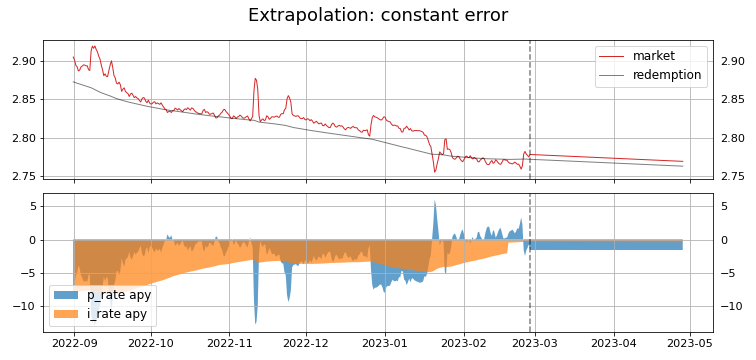 Extrapolation: constant error
2.90 2.90
2.85 2.85
2.80 2.80
2.75 2.75
market
redemption
5 5
0 0
−5 −5
−10 −10
p_rate apy
i_rate apy
2022-09 2022-10 2022-11 2022-12 2023-01 2023-02 2023-03 2023-04 2023-05